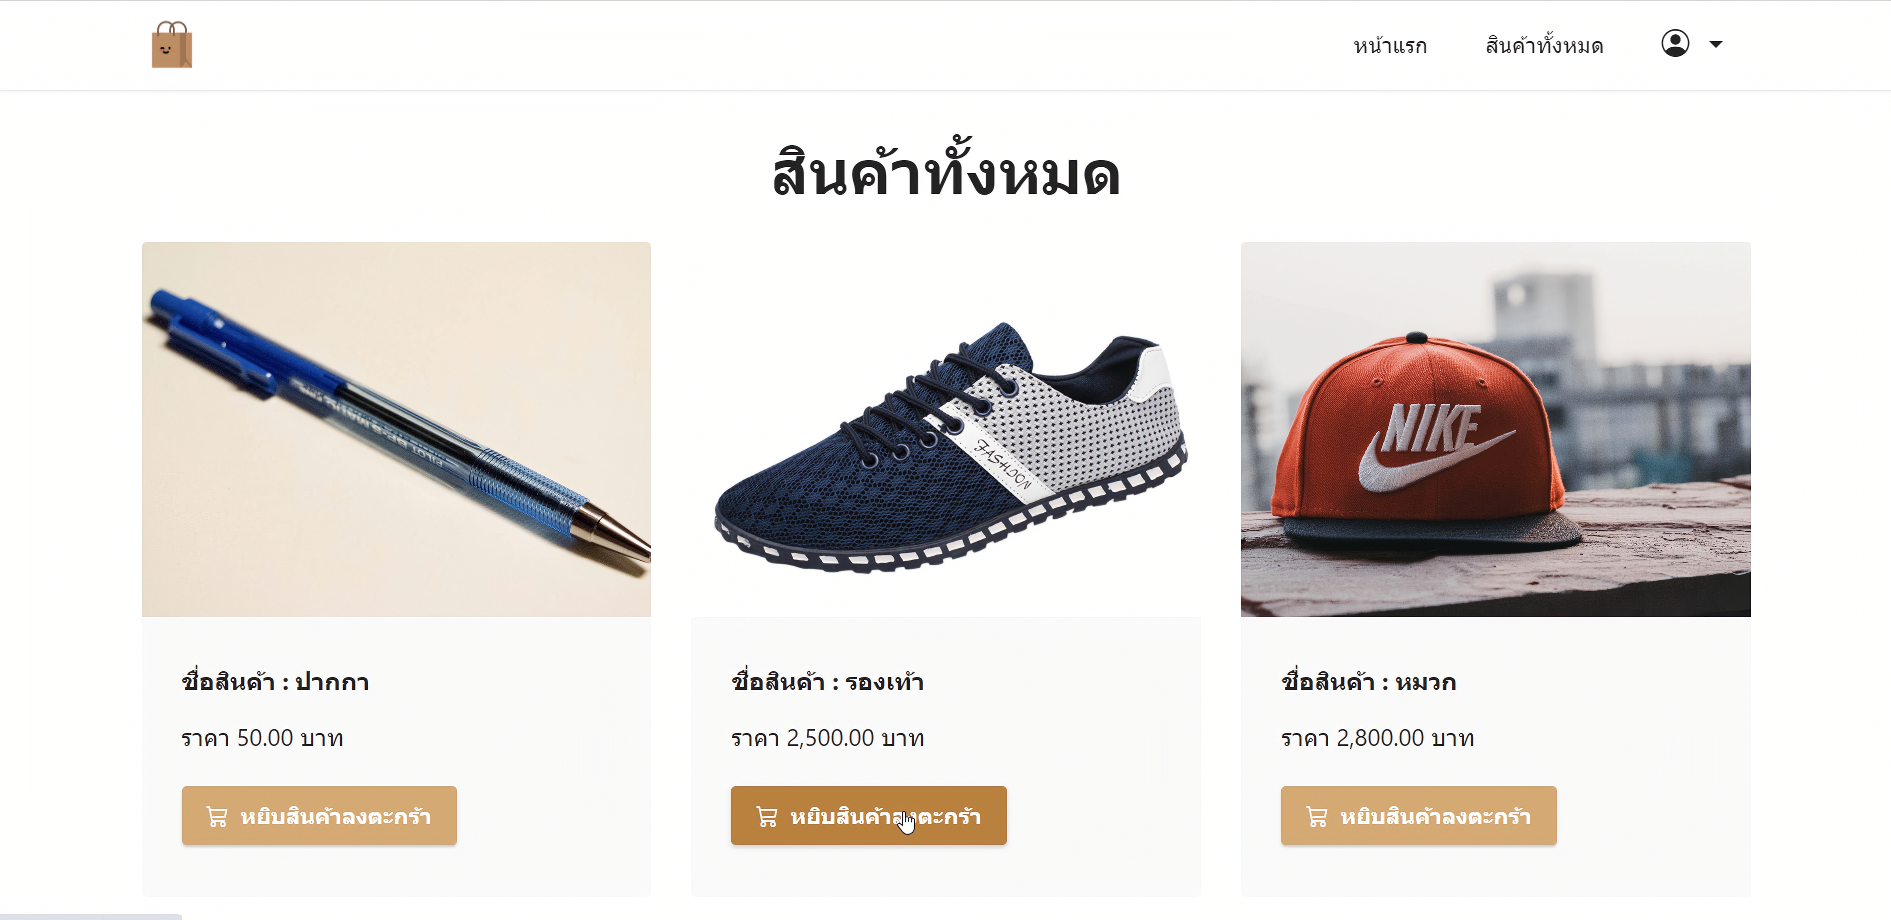 หน้าแรก สินค้าทั้งหมด
สินค้าทั้งหมด
FASHOON
NIKE
ชื่อสินค้า : ปากกา
ราคา 50.00 บาท
หยิบสินค้าลงตะกร้า
ชื่อสินค้า : รองเท้า
ราคา 2,500.00 บาท
หยิบสินค้าลงตะกร้า
ชื่อสินค้า : หมวก
ราคา 2,800.00 บาท
หยิบสินค้าลงตะกร้า